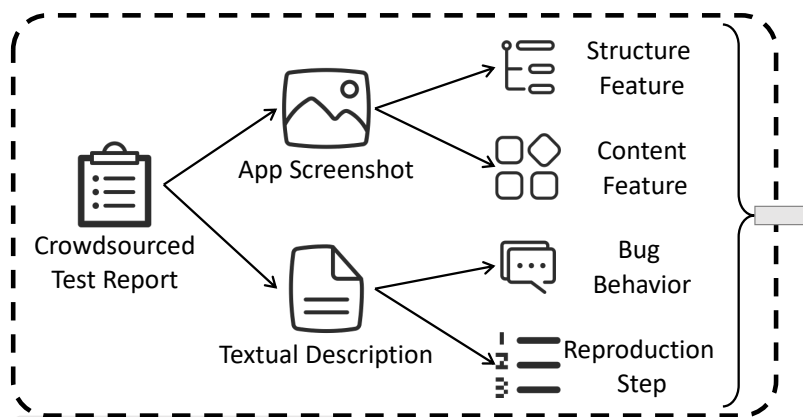 Structure
Feature
Content
Feature
App Screenshot
Crowdsourced
Test Report
Bug
Behavior
Textual Description
Reproduction
Step